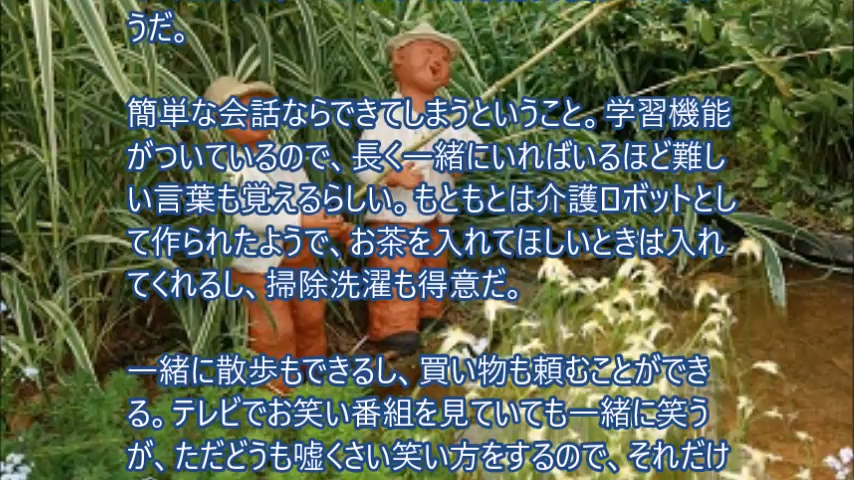 うだ。
簡単な会話ならできてしまうということ。学習機能
がついているので、長く一緒にいればいるほど難し
い言葉も覚えるらしい。もともとは介護ロボットとし
て作られたようで、お茶を入れてほしいときは入れ
てくれるし、掃除洗濯も得意だ。
一緒に散歩もできるし、買い物も頼むことができ
る。テレビでお笑い番組を見ていても一緒に笑う
が、ただどうも嘘くさい笑い方をするので、それだけ